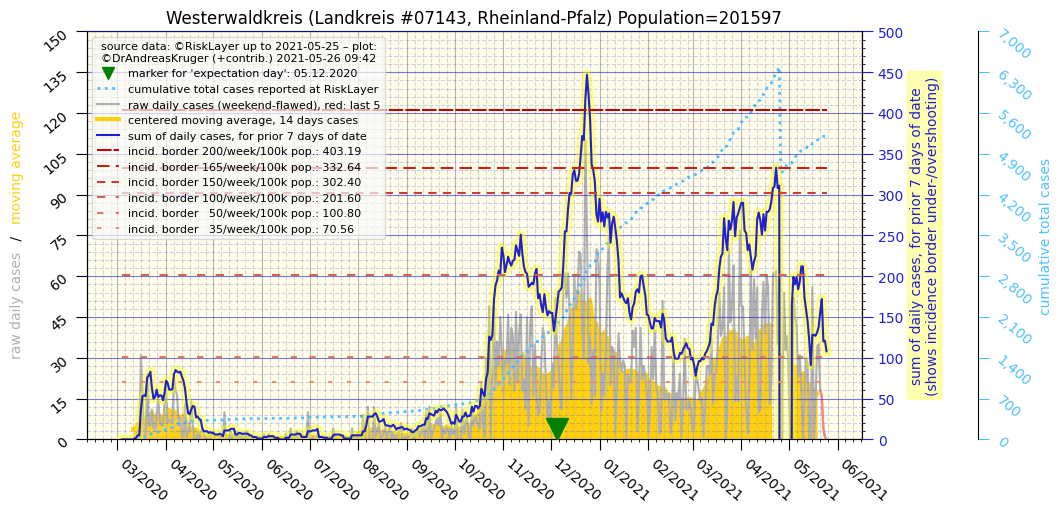 Westerwaldkreis (Landkreis #07143, Rheinland-Pfalz) Population=201597
source data: ©RiskLayer up to 2021-05-25 – plot:
©DrAndreasKruger (+contrib.) 2021-05-26 09:42
marker for 'expectation day': 05.12.2020
cumulative total cases reported at RiskLayer
raw daily cases (weekend-flawed), red: last 5
centered moving average, 14 days cases
sum of daily cases, for prior 7 days of date
incid. border 200/week/100k pop.: 403.19
incid. border 165/week/100k pop.: 332.64
incid. border 150/week/100k pop.: 302.40
incid. border 100/week/100k pop.: 201.60
incid. border 50/week/100k pop.: 100.80
incid. border 35/week/100k pop.: 70.56
raw daily cases / moving average
150
135
120
105
90
75
60
45
30
15
0
03/2020
04/2020
05/2020
06/2020
07/2020
08/2020
09/2020
10/2020
11/2020
12/2020
01/2021
02/2021
03/2021
04/2021
05/2021
06/2021
500
450
400
350
300
250
200
150
100
50
0
sum of daily cases, for prior 7 days of date
(shows incidence border under-/overshooting)
7,000
6,300
5,600
4,900
4,200
3,500
2,800
2,100
1,400
700
0
cumulative total cases